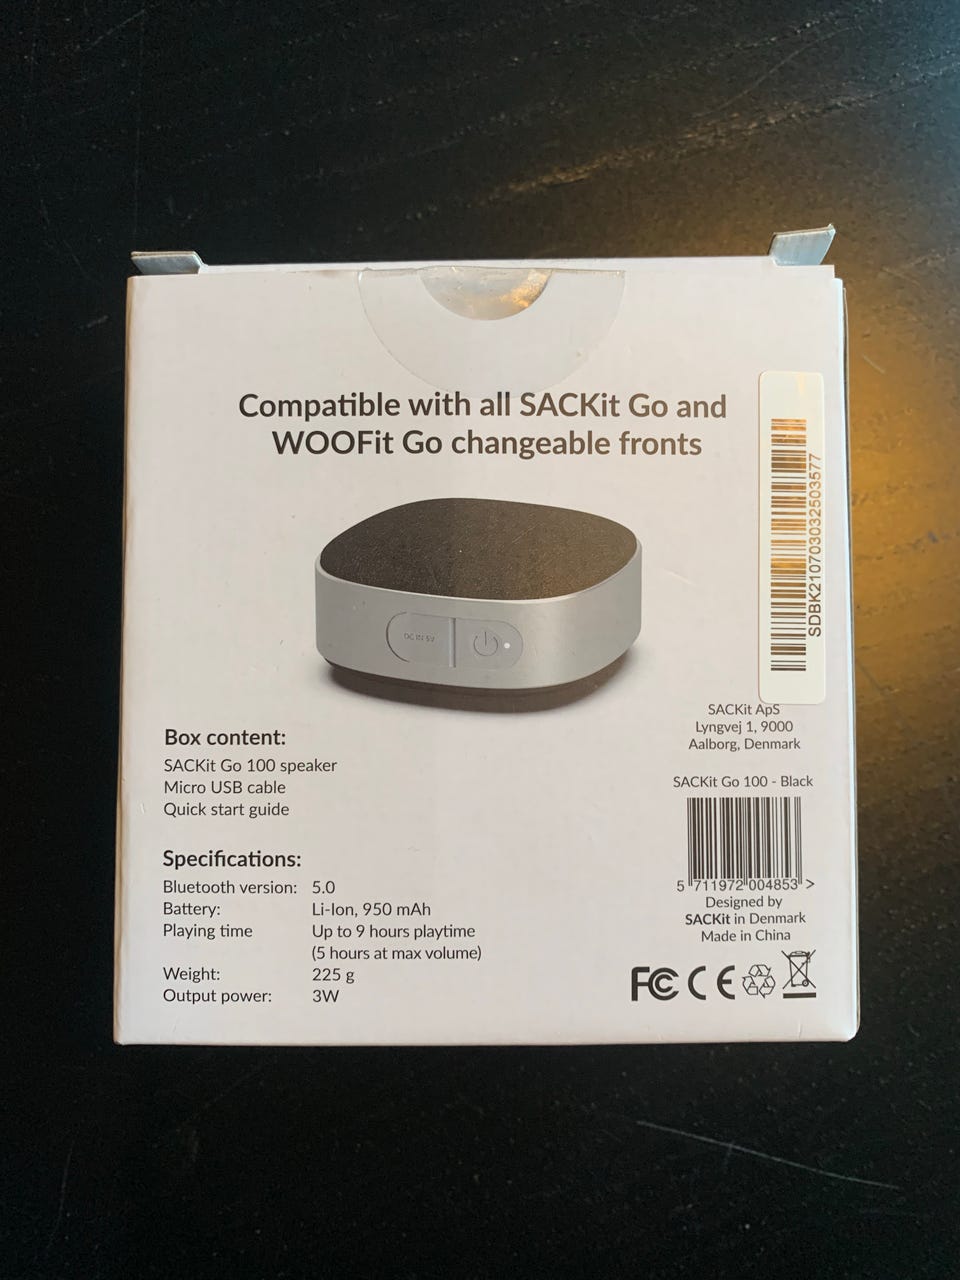 Compatible with all SACKit Go and
WOOFit Go changeable fronts
SDBK210703032503577
DC IN 5V
SACKit ApS
Lyngvej 1, 9000
Aalborg, Denmark
Box content:
SACKit Go 100 speaker
Micro USB cable
Quick start guide
SACKit Go 100 - Black
5 711972 004853 >
Designed by
SACKit in Denmark
Made in China
FC CE
Specifications:
Bluetooth version: 5.0
Battery: Li-Ion, 950 mAh
Playing time Up to 9 hours playtime
(5 hours at max volume)
Weight: 225 g
Output power: 3W